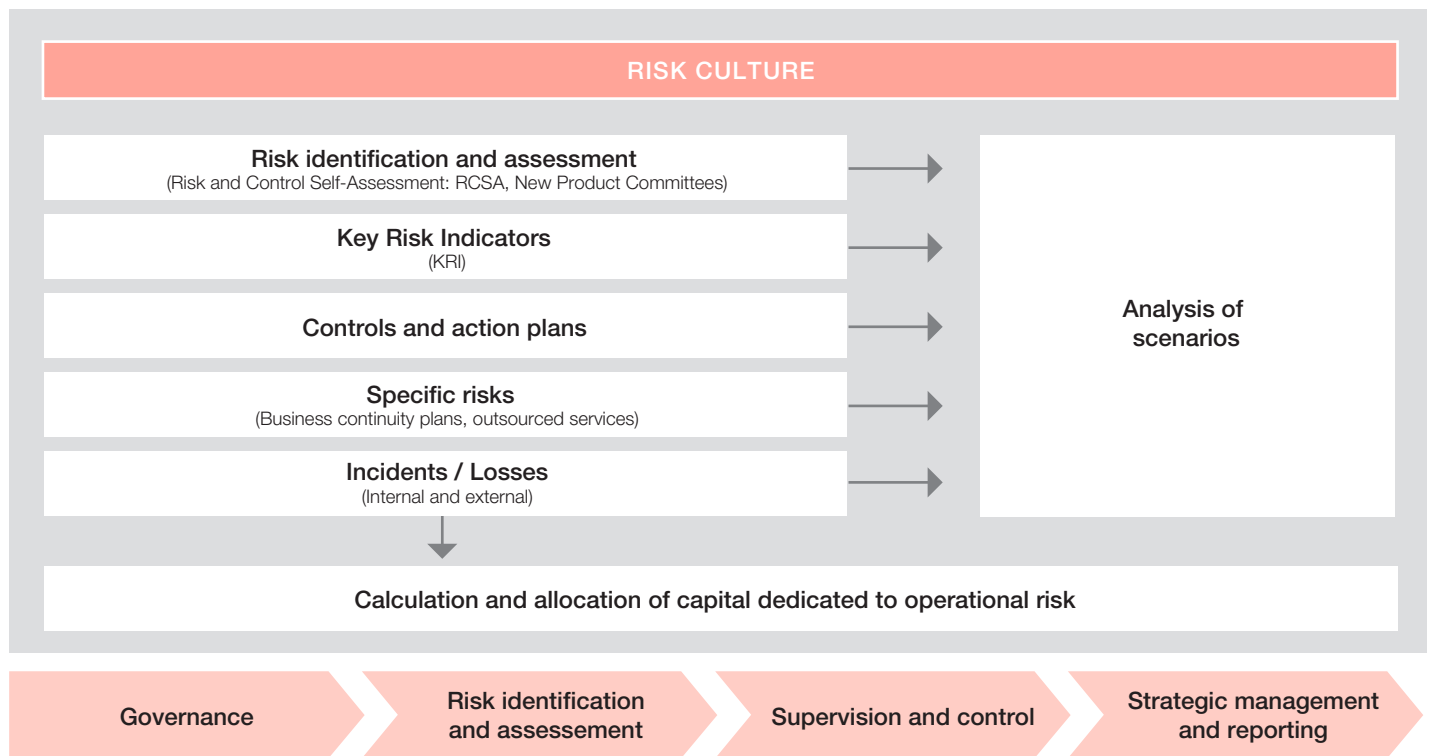 RISK CULTURE
Risk identification and assessment
(Risk and Control Self-Assessment: RCSA, New Product Committees)
Key Risk Indicators
(KRI)
Controls and action plans
Specific risks
(Business continuity plans, outsourced services)
Incidents / Losses
(Internal and external)
Analysis of
scenarios
Calculation and allocation of capital dedicated to operational risk
Governance
Risk identification
and assessement
Supervision and control
Strategic management
and reporting